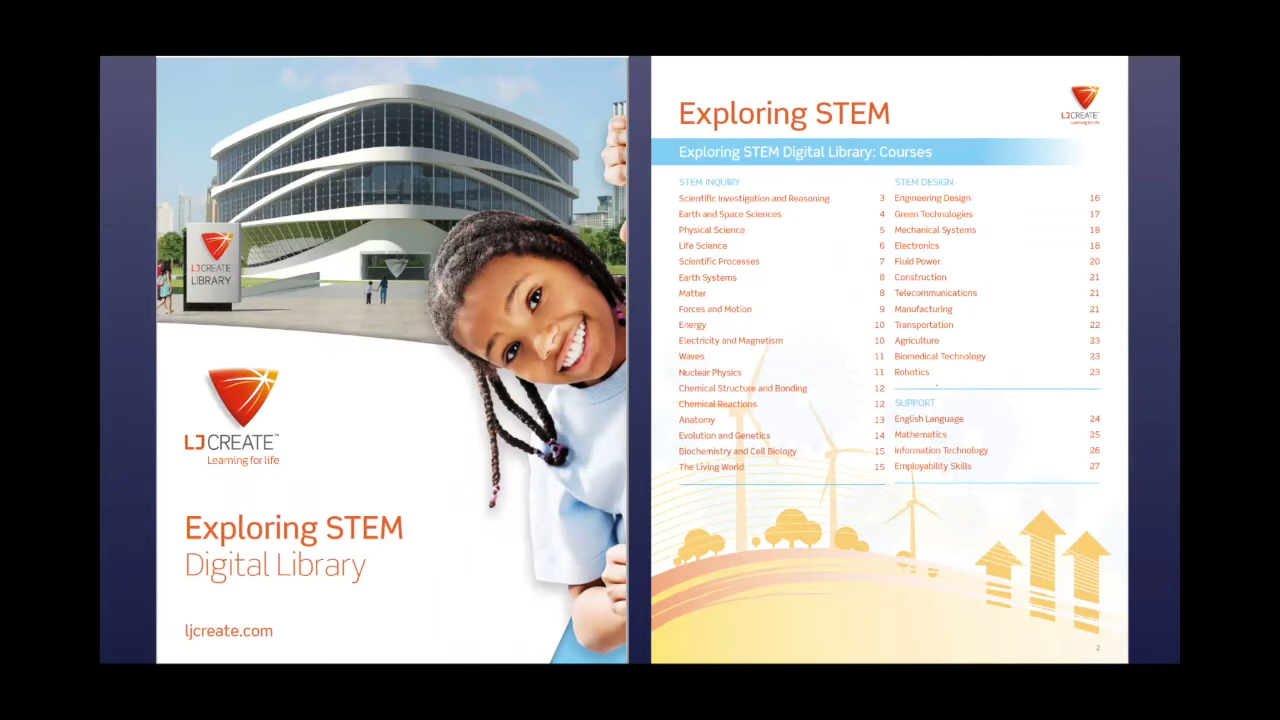 LJCREATE
LIBRARY
LJCREATE™
Learning for life
Exploring STEM
Digital Library
ljcreate.com
Exploring STEM
LJCREATE™
Learning for life
Exploring STEM Digital Library: Courses
STEM INQUIRY
Scientific Investigation and Reasoning 3
Earth and Space Sciences 4
Physical Science 5
Life Science 6
Scientific Processes 7
Earth Systems 8
Matter 8
Forces and Motion 9
Energy 10
Electricity and Magnetism 10
Waves 11
Nuclear Physics 11
Chemical Structure and Bonding 12
Chemical Reactions 12
Anatomy 13
Evolution and Genetics 14
Biochemistry and Cell Biology 15
The Living World 15
STEM DESIGN
Engineering Design 16
Green Technologies 17
Mechanical Systems 18
Electronics 18
Fluid Power 20
Construction 21
Telecommunications 21
Manufacturing 21
Transportation 22
Agriculture 23
Biomedical Technology 23
Robotics 23
SUPPORT
English Language 24
Mathematics 25
Information Technology 26
Employability Skills 27
2